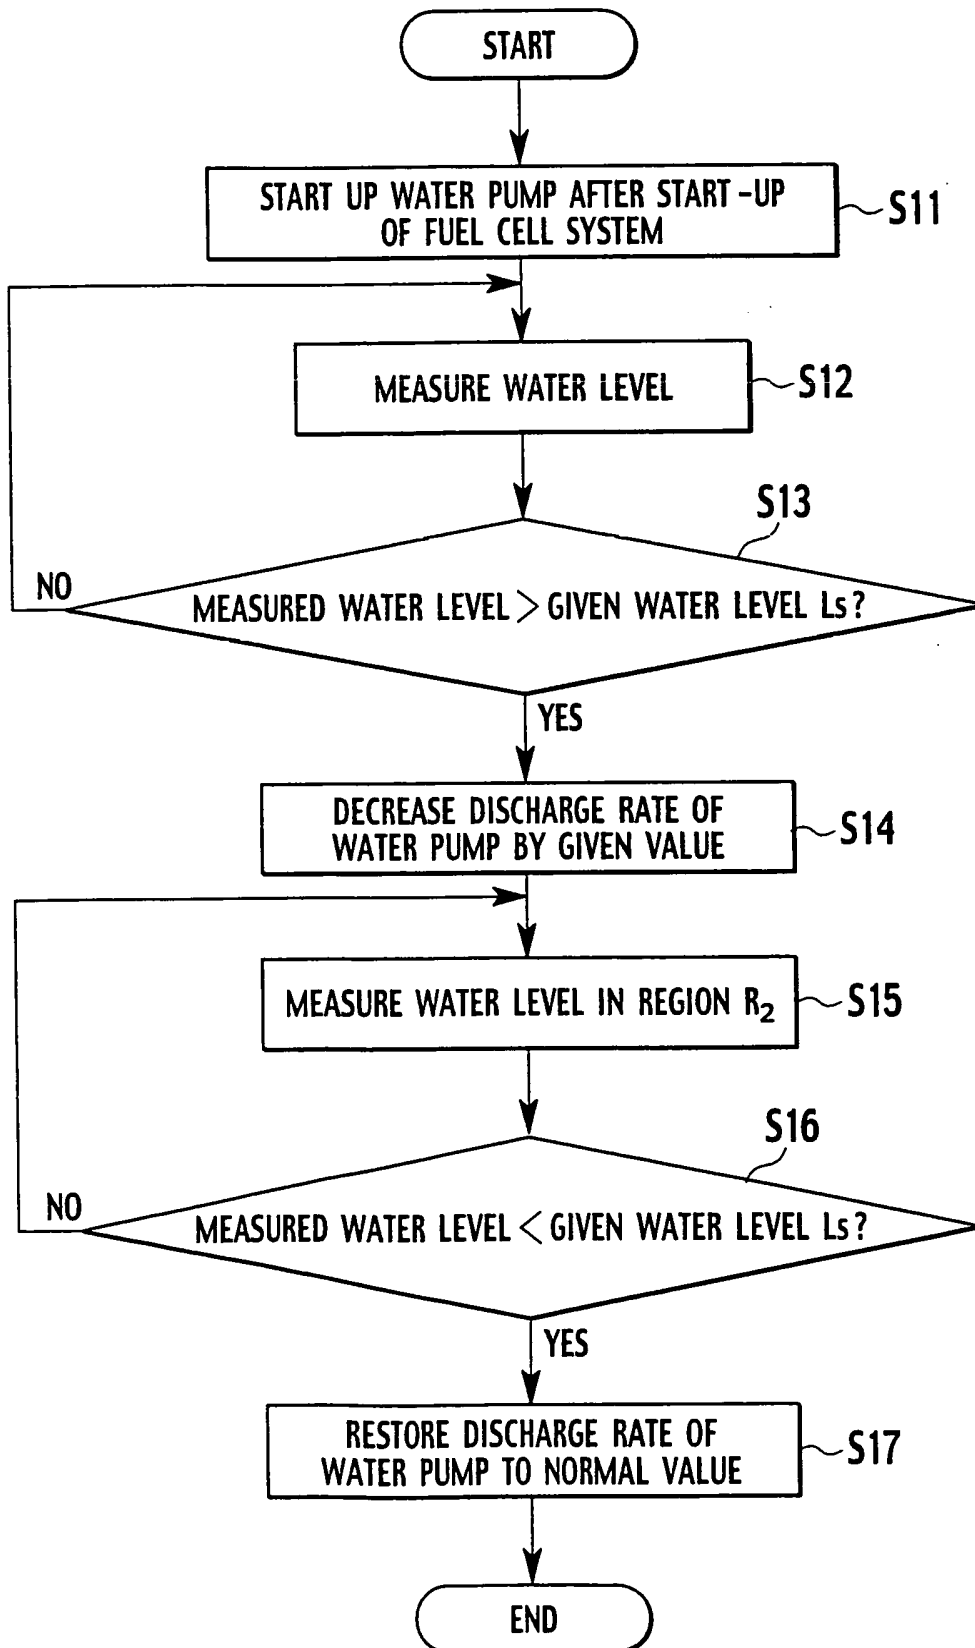 START
START UP WATER PUMP AFTER START-UP
OF FUEL CELL SYSTEM
S11
MEASURE WATER LEVEL
S12
S13
NO
MEASURED WATER LEVEL > GIVEN WATER LEVEL Ls?
YES
DECREASE DISCHARGE RATE OF
WATER PUMP BY GIVEN VALUE
S14
MEASURE WATER LEVEL IN REGION R2
S15
S16
NO
MEASURED WATER LEVEL < GIVEN WATER LEVEL Ls?
YES
RESTORE DISCHARGE RATE OF
WATER PUMP TO NORMAL VALUE
S17
END